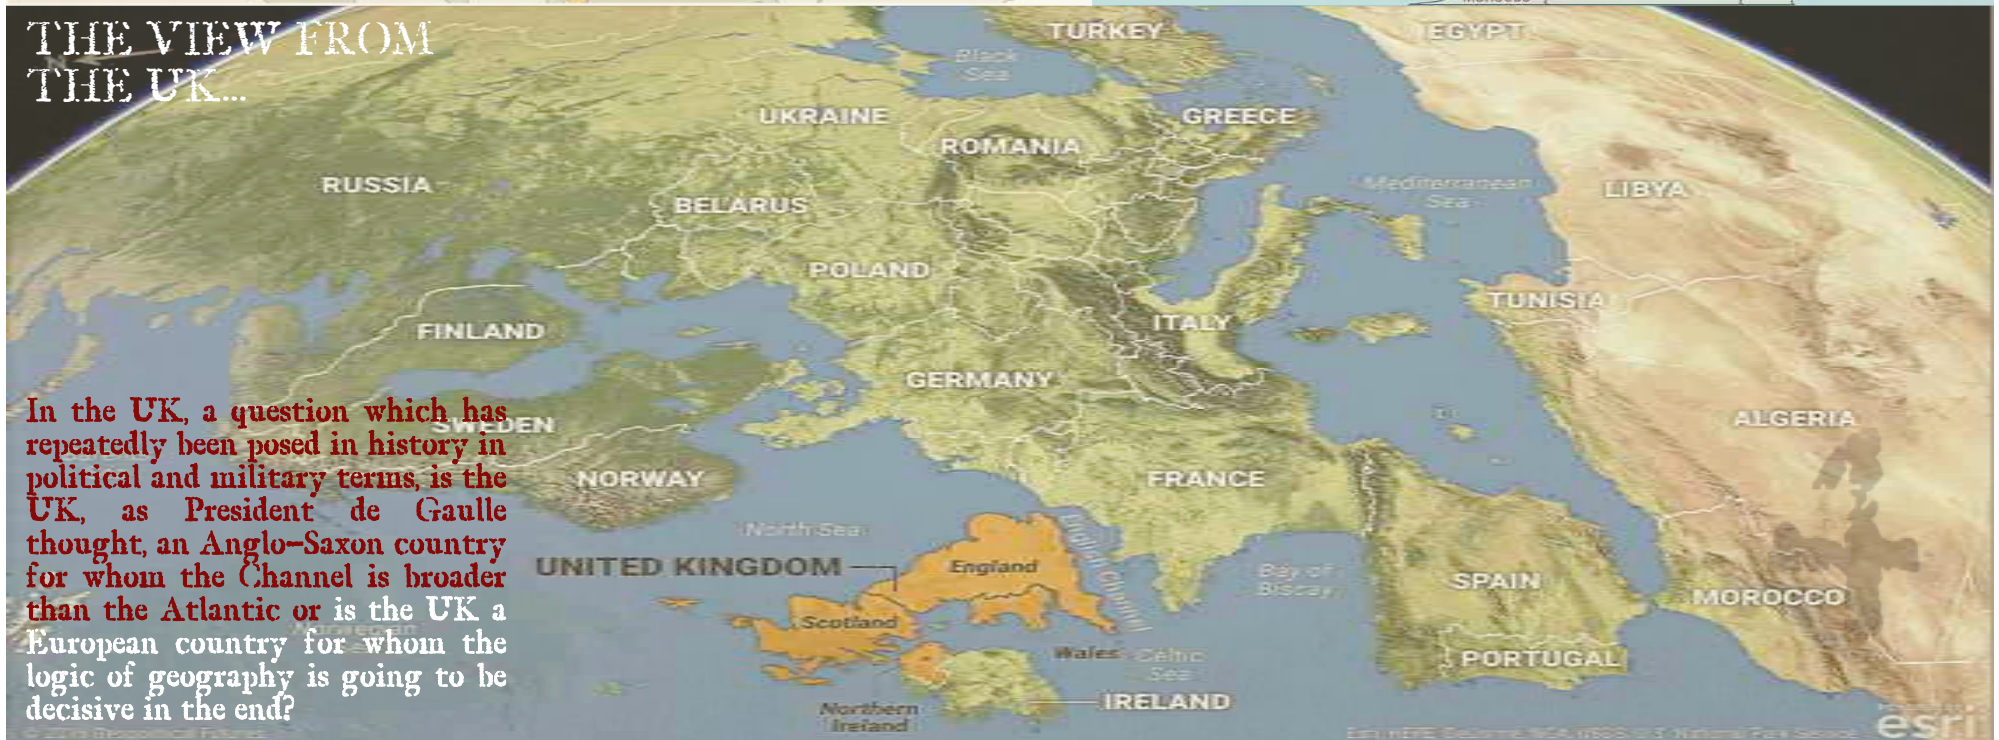 THE VIEW FROM
THE UK...
TURKEY
EGYPT
Black
Sea
UKRAINE
GREECE
ROMANIA
RUSSIA
Mediterranean
Sea
LIBYA
BELARUS
POLAND
TUNISIA
FINLAND
ITALY
GERMANY
ALGERIA
In the UK, a question which has
repeatedly been posed in history in
political and military terms, is the
UK, as President de Gaulle
thought, an Anglo-Saxon country
for whom the Channel is broader
than the Atlantic or is the UK a
European country for whom the
logic of geography is going to be
decisive in the end?
SWEDEN
NORWAY
FRANCE
North Sea
English Channel
UNITED KINGDOM
England
Bay of
Biscay
SPAIN
MOROCCO
Scotland
Wales
Celtic
Sea
PORTUGAL
IRELAND
Northern
Ireland
Norwegian
esri